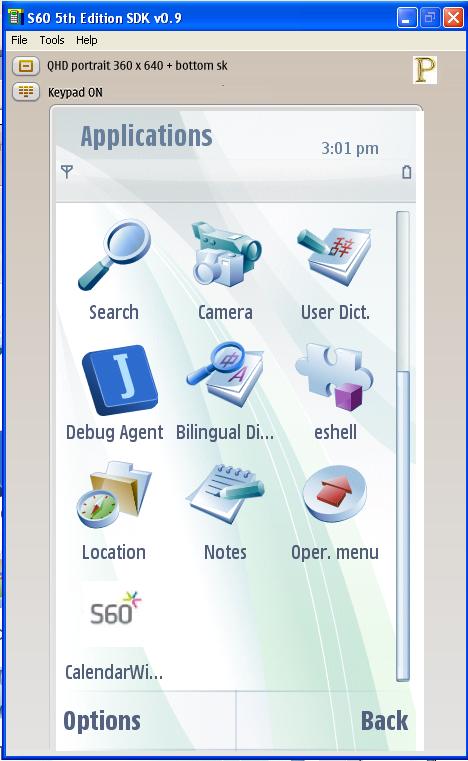 S60 5th Edition SDK v0.9
File Tools Help
QHD portrait 360 x 640 + bottom sk
P
Keypad ON
Applications
3:01 pm
辞
Search Camera User Dict.
J
中
A
Debug Agent Bilingual Di... eshell
Location Notes Oper. menu
S60
CalendarWi...
Options Back